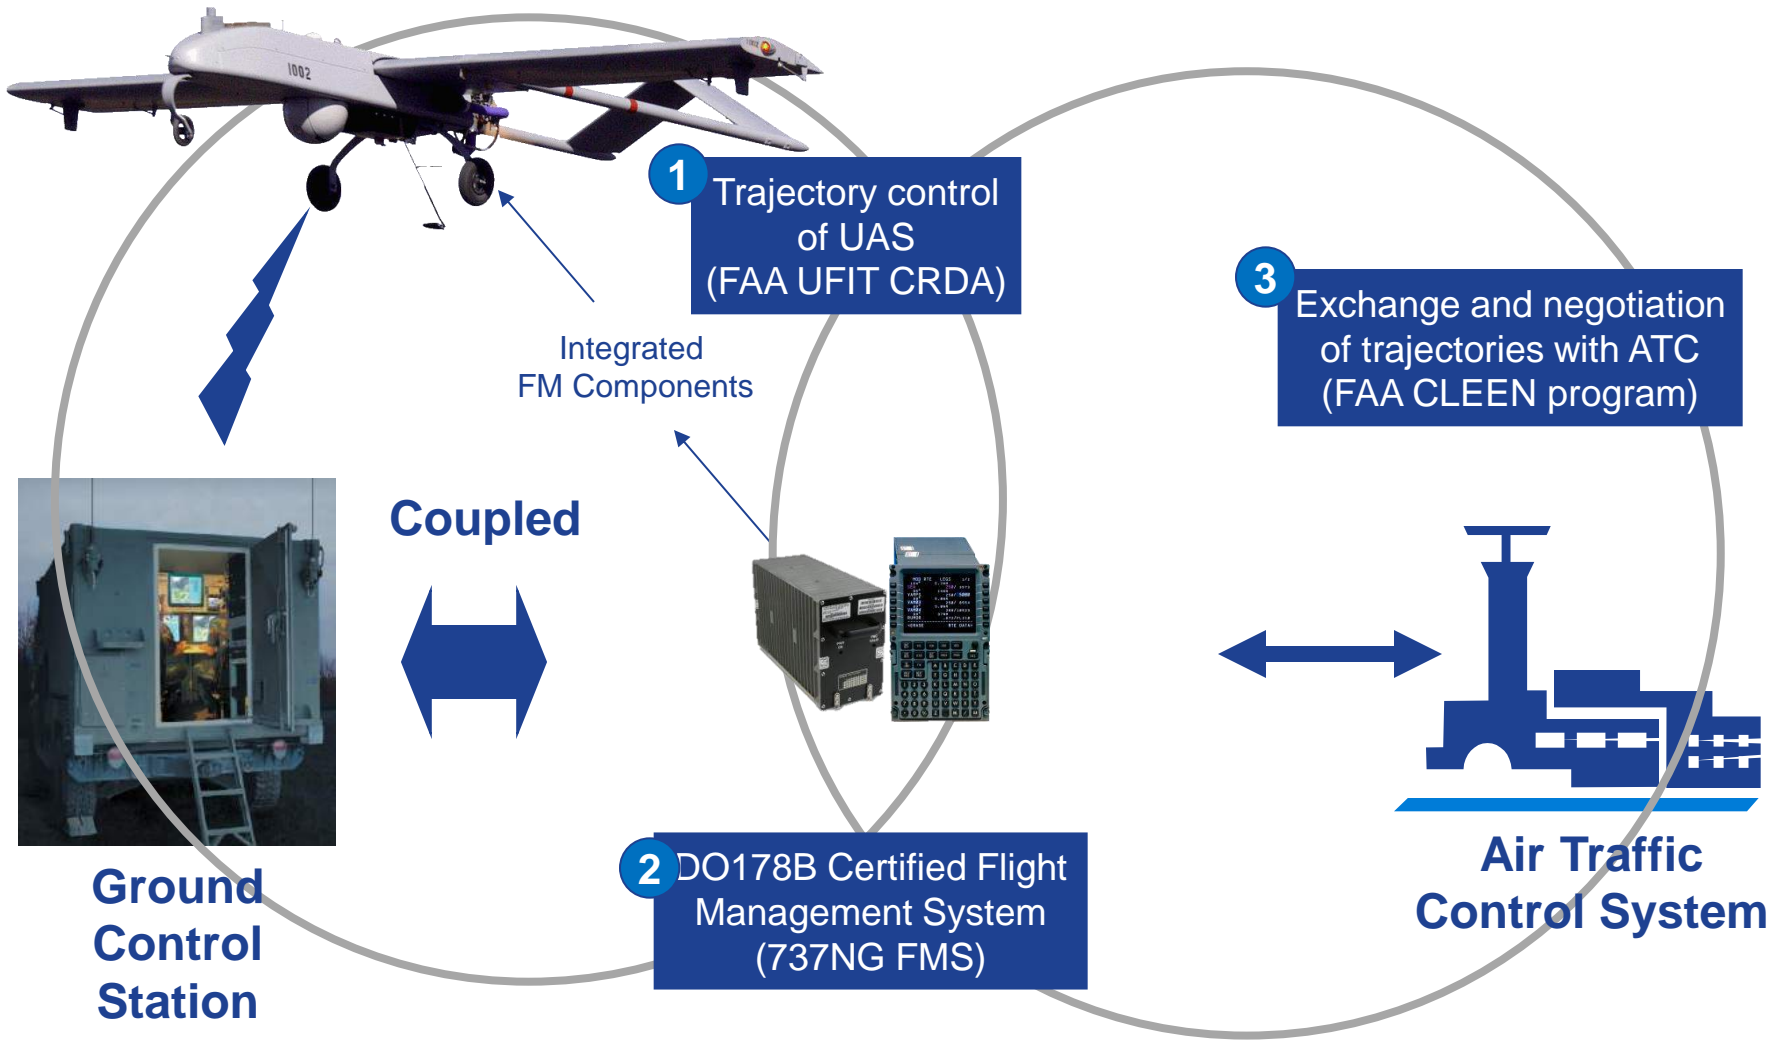 1002
1
Trajectory control
of UAS
(FAA UFIT CRDA)
3
Exchange and negotiation
of trajectories with ATC
(FAA CLEEN program)
Integrated
FM Components
Coupled
2
DO178B Certified Flight
Management System
(737NG FMS)
Ground
Control
Station
Air Traffic
Control System